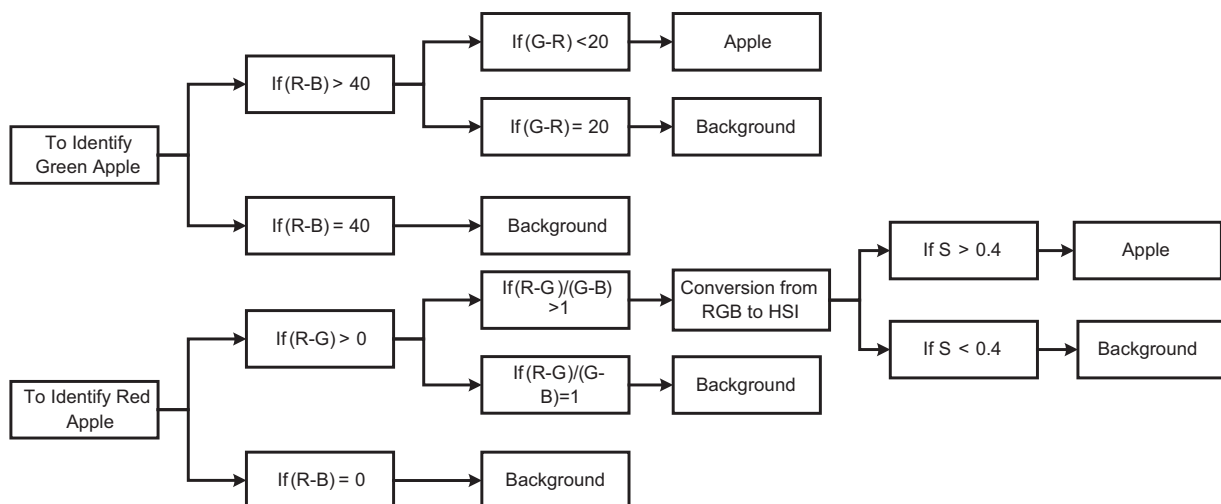 To Identify
Green Apple
If (R-B) > 40
If (G-R) <20
Apple
If (G-R) = 20
Background
If (R-B) = 40
Background
To Identify Red
Apple
If (R-G) > 0
If (R-G)/(G-B)
>1
Conversion from
RGB to HSI
If S > 0.4
Apple
If S < 0.4
Background
If (R-G)/(G-
B)=1
Background
If (R-B) = 0
Background